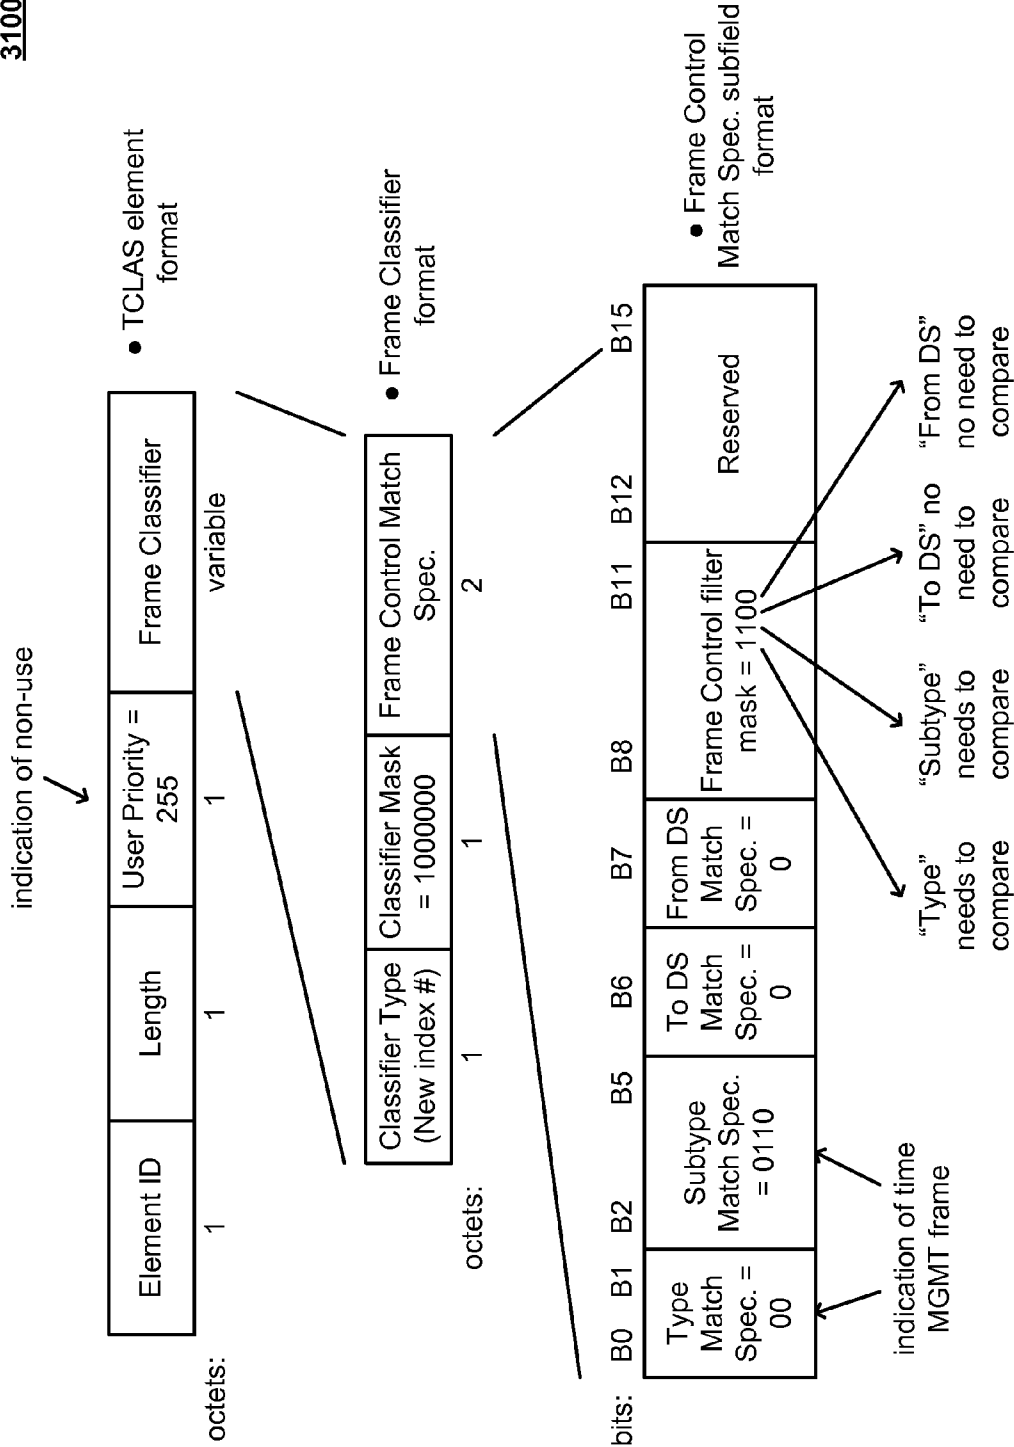 3100
indication of non-use
Element ID
Length
User Priority =
255
Frame Classifier
• TCLAS element
format
octets:
1
1
1
variable
Classifier Type
(New index #)
Classifier Mask
= 1000000
Frame Control Match
Spec.
• Frame Classifier
format
octets:
1
1
2
bits:
B0
B1
B2
B5
B6
B7
B8
B11
B12
B15
Type
Match
Spec. =
00
Subtype
Match Spec.
= 0110
To DS
Match
Spec. =
0
From DS
Match
Spec. =
0
Frame Control filter
mask = 1100
Reserved
• Frame Control
Match Spec. subfield
format
indication of time
MGMT frame
“Type”
needs to
compare
“Subtype”
needs to
compare
“To DS” no
need to
compare
“From DS”
no need to
compare